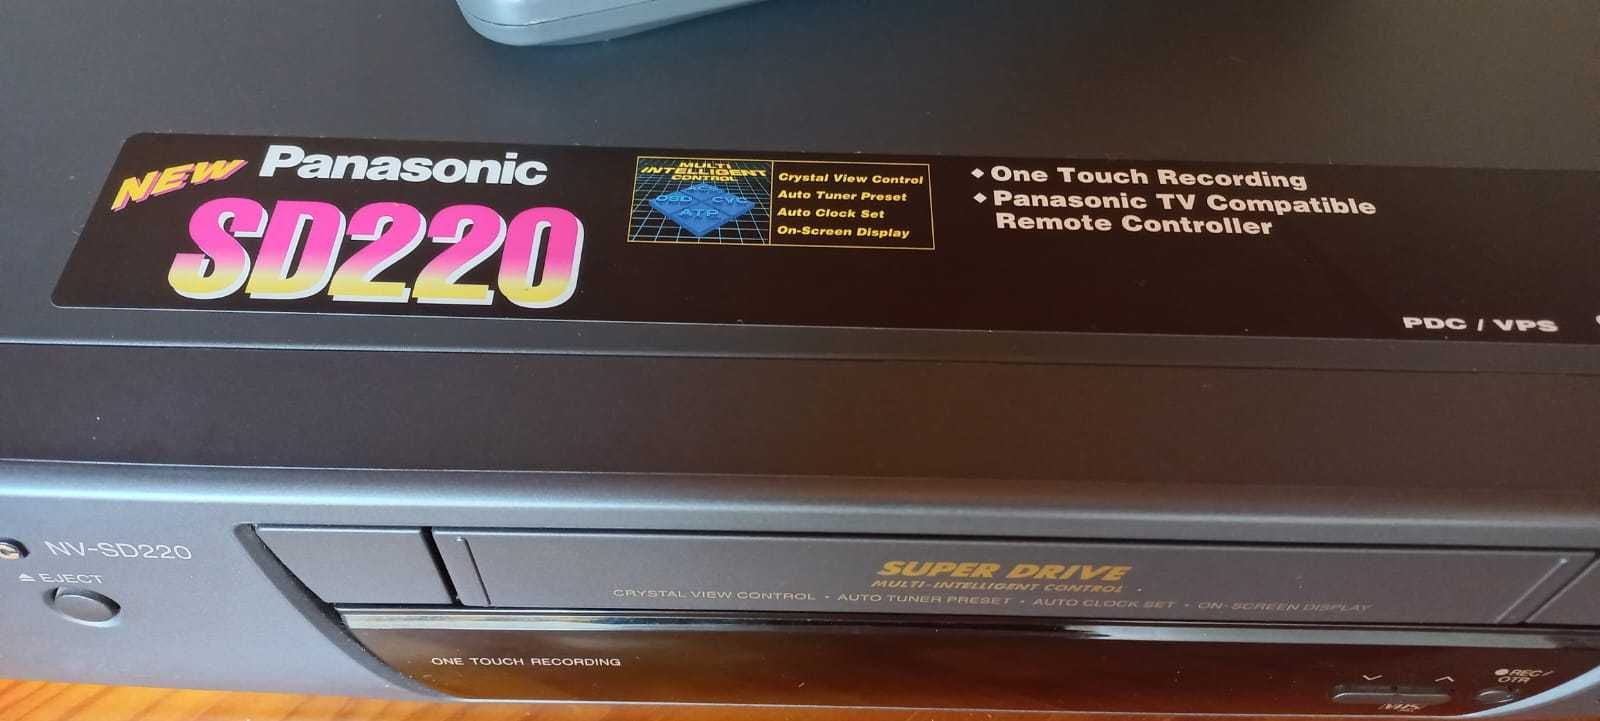 NEW Panasonic
SD220
MULTI
INTELLIGENT
CONTROL
OSD CVC
ATP
Crystal View Control
Auto Tuner Preset
Auto Clock Set
On-Screen Display
◆ One Touch Recording
◆ Panasonic TV Compatible
Remote Controller
PDC / VPS
NV-SD220
⏏ EJECT
SUPER DRIVE
MULTI-INTELLIGENT CONTROL
CRYSTAL VIEW CONTROL • AUTO TUNER PRESET • AUTO CLOCK SET • ON-SCREEN DISPLAY
ONE TOUCH RECORDING
● REC/
OTR
VHS